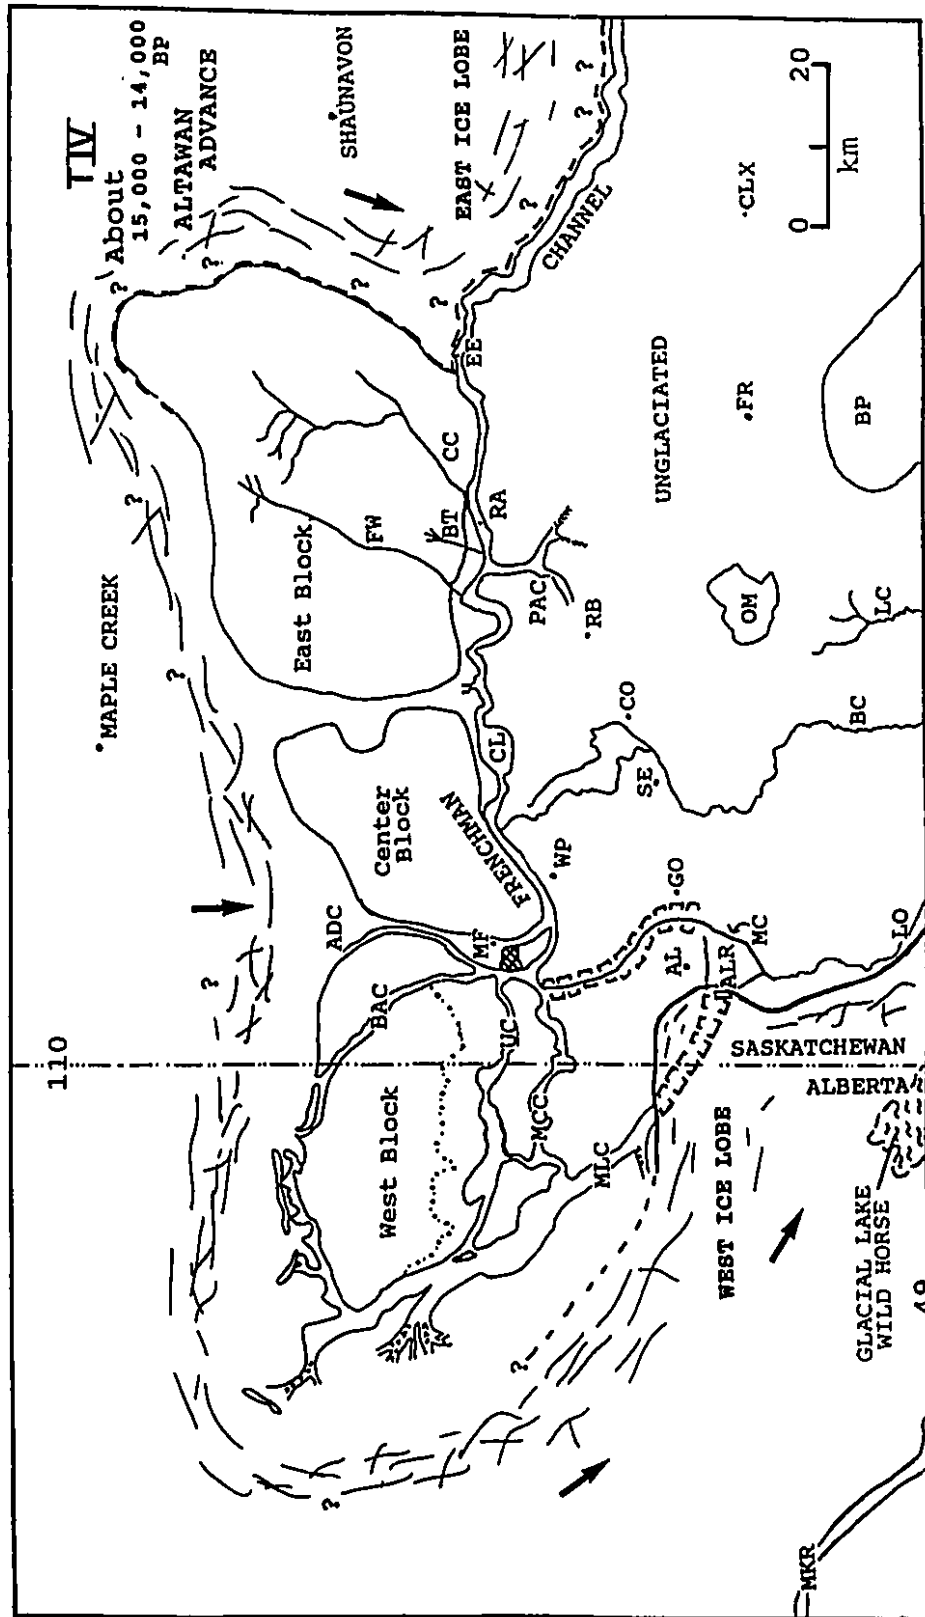 110
T IV
About
15,000 - 14,000
BP
ALTAWAN
ADVANCE
?
?
?
MAPLE CREEK
?
?
SHAUNAVON
?
?
ADC
Center
Block
East Block
FW
CC
?
EAST ICE LOBE
BAC
West Block
MF
FRENCHMAN
CL
BT
RA
EE
?
?
?
CHANNEL
UC
MCC
MLC
WP
PAC
RB
?
?
GO
AL
SE
CO
UNGLACIATED
WEST ICE LOBE
ALR
MC
OM
FR
CLX
SASKATCHEWAN
ALBERTA
LO
BC
LC
BP
0
20
km
GLACIAL LAKE
WILD HORSE
49
MKR